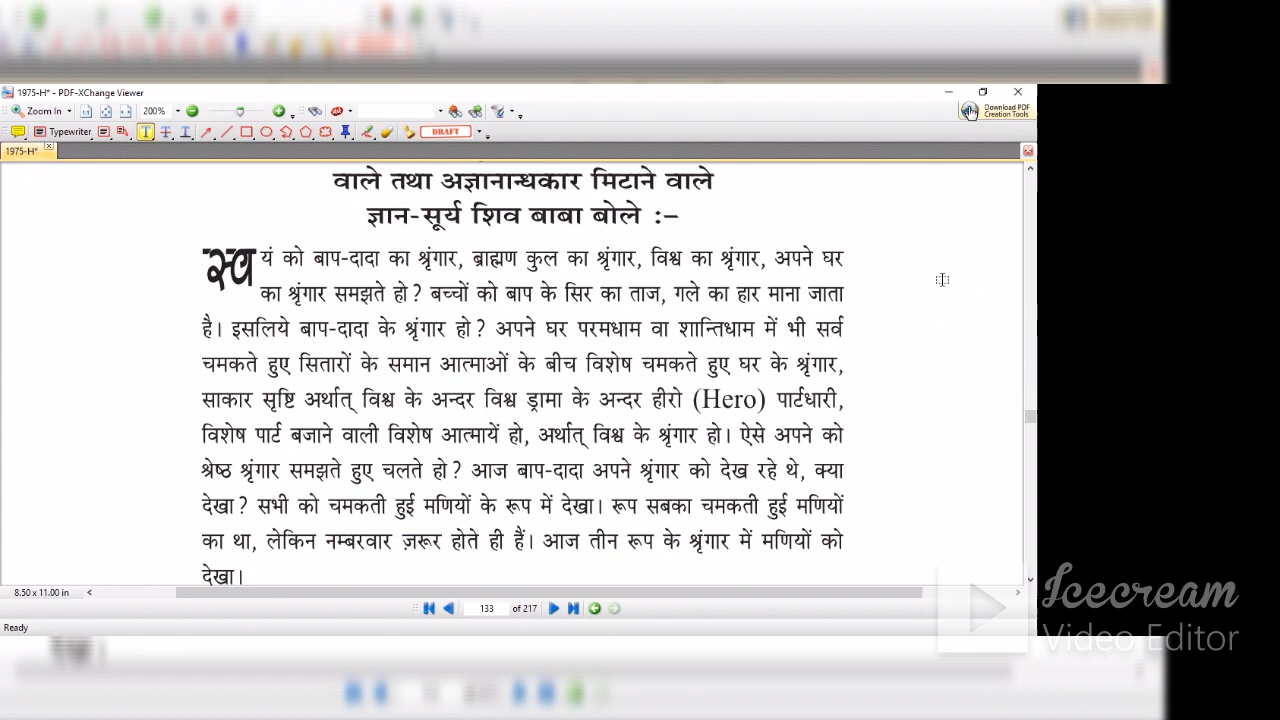 1975-H* - PDF-XChange Viewer
Zoom In 200%
Download PDF
Creation Tools
Typewriter DRAFT
1975-H*
वाले तथा अज्ञानान्धकार मिटाने वाले
ज्ञान-सूर्य शिव बाबा बोले :–
स्वयं को बाप-दादा का श्रृंगार, ब्राह्मण कुल का श्रृंगार, विश्व का श्रृंगार, अपने घर
का श्रृंगार समझते हो? बच्चों को बाप के सिर का ताज, गले का हार माना जाता
है। इसलिये बाप-दादा के श्रृंगार हो? अपने घर परमधाम वा शान्तिधाम में भी सर्व
चमकते हुए सितारों के समान आत्माओं के बीच विशेष चमकते हुए घर के श्रृंगार,
साकार सृष्टि अर्थात् विश्व के अन्दर विश्व ड्रामा के अन्दर हीरो (Hero) पार्टधारी,
विशेष पार्ट बजाने वाली विशेष आत्मायें हो, अर्थात् विश्व के श्रृंगार हो। ऐसे अपने को
श्रेष्ठ श्रृंगार समझते हुए चलते हो? आज बाप-दादा अपने श्रृंगार को देख रहे थे, क्या
देखा? सभी को चमकती हुई मणियों के रूप में देखा। रूप सबका चमकती हुई मणियों
का था, लेकिन नम्बरवार ज़रूर होते ही हैं। आज तीन रूप के श्रृंगार में मणियों को
देखा।
8.50 x 11.00 in
133 of 217
Ready
Icecream
Video Editor